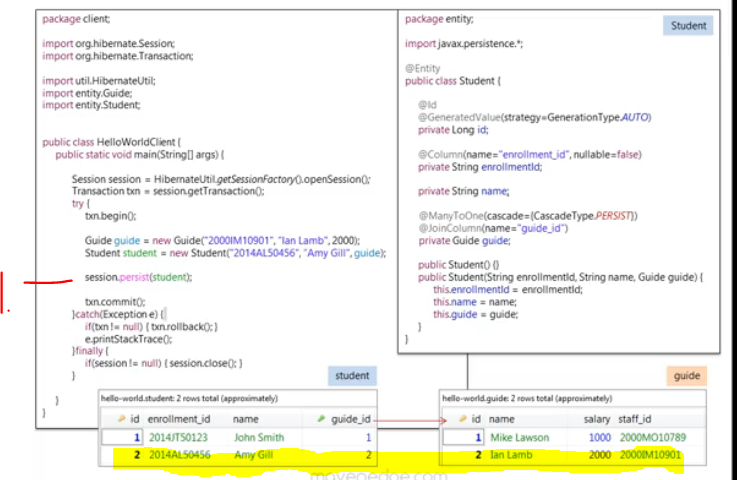 package client;
import org.hibernate.Session;
import org.hibernate.Transaction;
import util.HibernateUtil;
import entity.Guide;
import entity.Student;
public class HelloWorldClient {
public static void main(String[] args) {
Session session = HibernateUtil.getSessionFactory().openSession();
Transaction txn = session.getTransaction();
try {
txn.begin();
Guide guide = new Guide("2000IM10901", "Ian Lamb", 2000);
Student student = new Student("2014AL50456", "Amy Gill", guide);
session.persist(student);
1.
txn.commit();
}catch(Exception e) {
if(txn != null) { txn.rollback(); }
e.printStackTrace();
}finally {
if(session != null) { session.close(); }
}
}
}
Student
package entity;
import javax.persistence.*;
@Entity
public class Student {
@Id
@GeneratedValue(strategy=GenerationType.AUTO)
private Long id;
@Column(name="enrollment_id", nullable=false)
private String enrollmentId;
private String name;
@ManyToOne(cascade={CascadeType.PERSIST})
@JoinColumn(name="guide_id")
private Guide guide;
public Student() {}
public Student(String enrollmentId, String name, Guide guide) {
this.enrollmentId = enrollmentId;
this.name = name;
this.guide = guide;
}
}
student
hello-world.student: 2 rows total (approximately)
id enrollment_id name guide_id
1 2014JT50123 John Smith 1
2 2014AL50456 Amy Gill 2
guide
hello-world.guide: 2 rows total (approximately)
id name salary staff_id
1 Mike Lawson 1000 2000MO10789
2 Ian Lamb 2000 2000IM10901